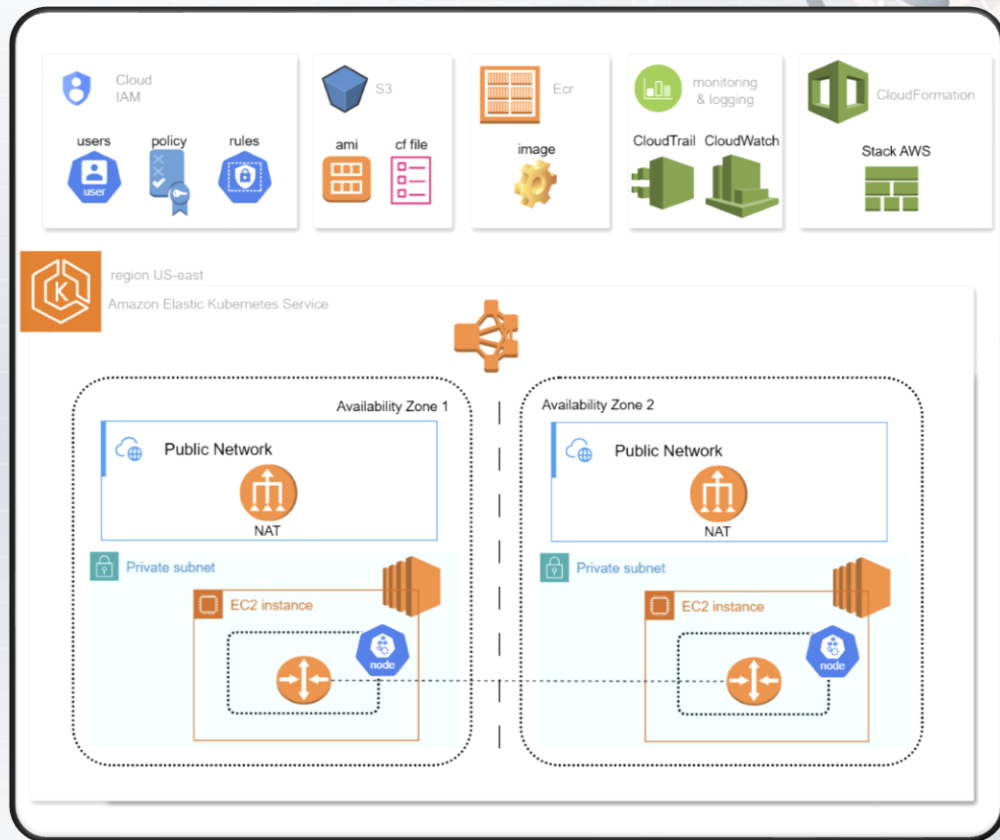 Cloud
IAM
users
policy
rules
user
S3
ami
cf file
Ecr
image
monitoring
& logging
CloudTrail
CloudWatch
CloudFormation
Stack AWS
K
region US-east
Amazon Elastic Kubernetes Service
Availability Zone 1
Public Network
NAT
Private subnet
EC2 instance
node
Availability Zone 2
Public Network
NAT
Private subnet
EC2 instance
node